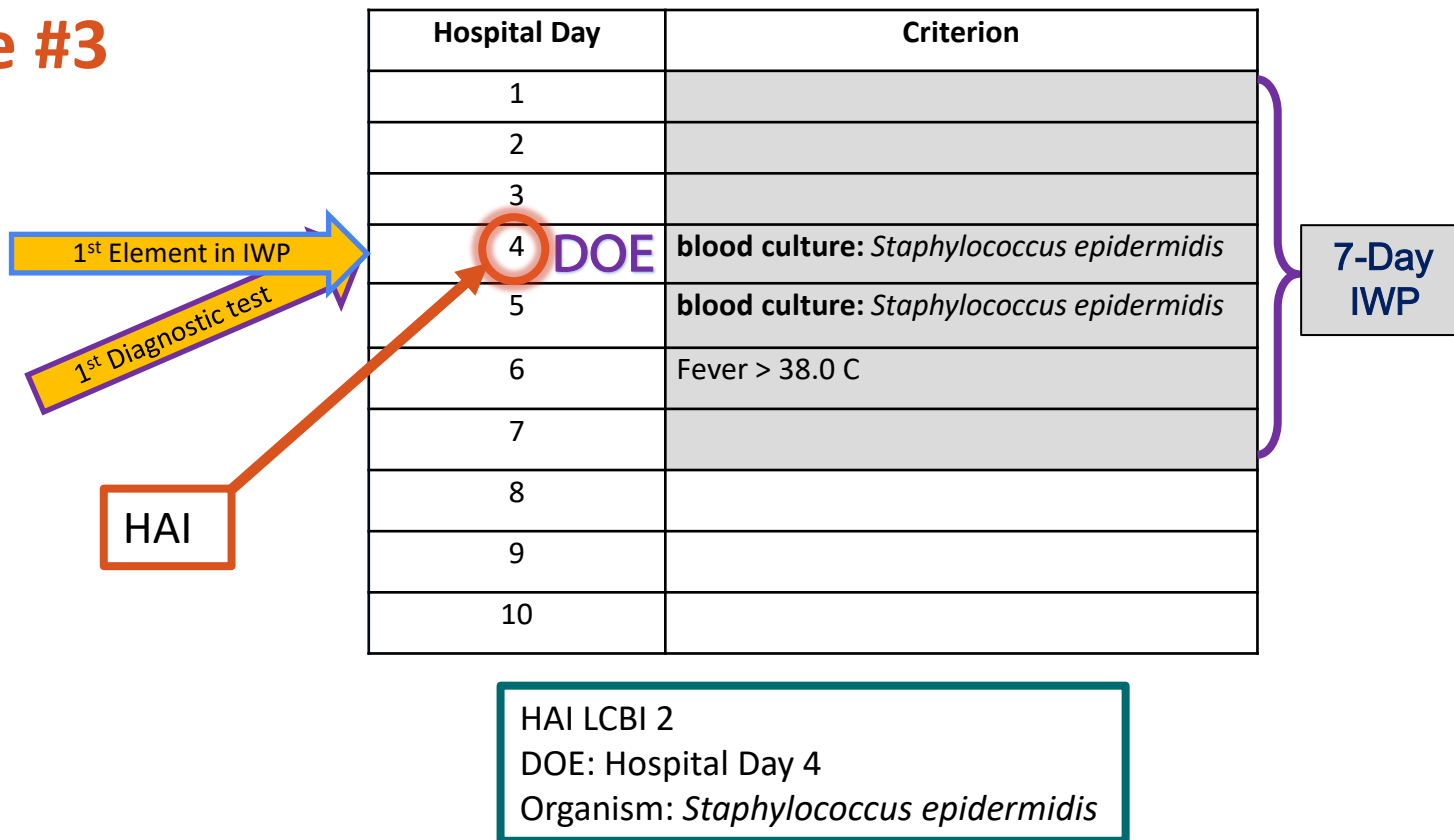 e #3
Hospital Day Criterion
1
2
3
1st Element in IWP
4 DOE blood culture: Staphylococcus epidermidis
7-Day
IWP
1st Diagnostic test
5 blood culture: Staphylococcus epidermidis
6 Fever > 38.0 C
7
8
HAI
9
10
HAI LCBI 2
DOE: Hospital Day 4
Organism: Staphylococcus epidermidis